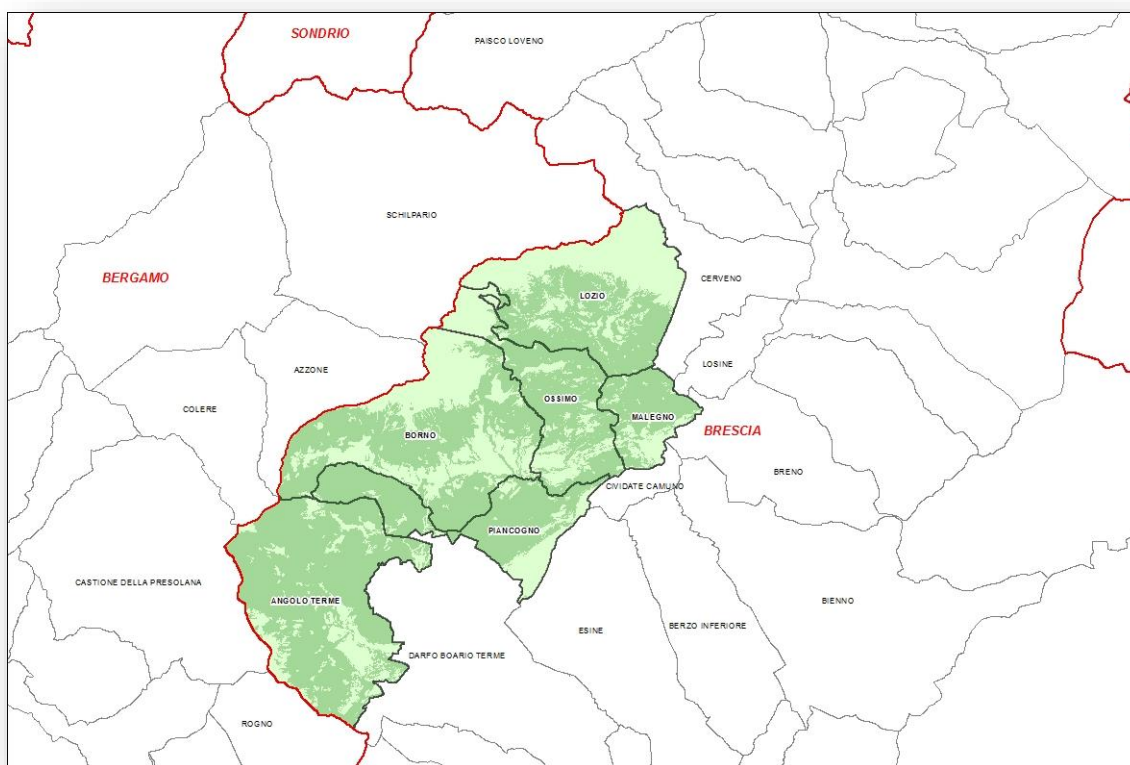 SONDRIO
PAISCO LOVENO
SCHILPARIO
BERGAMO
CERVENO
LOZIO
LOSINE
AZZONE
OSSIMO
COLERE
MALEGNO
BRESCIA
BORNO
BRENO
CIVIDATE CAMUNO
PIANCOGNO
CASTIONE DELLA PRESOLANA
ANGOLO TERME
BIENNO
BERZO INFERIORE
ESINE
DARFO BOARIO TERME
ROGNO